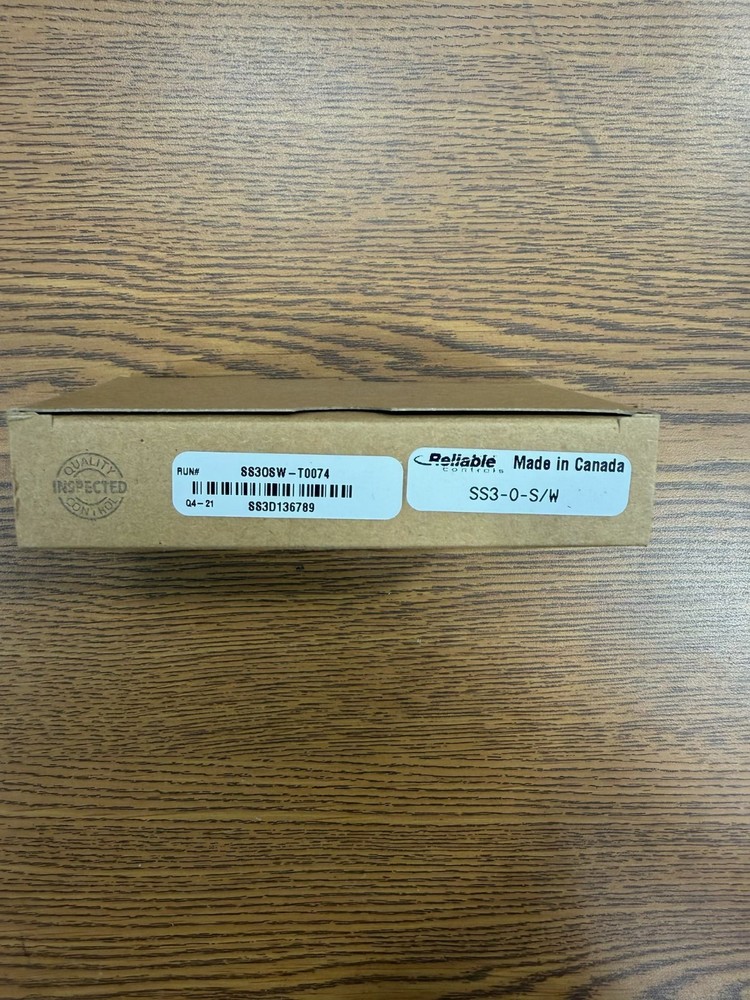 QUALITY
INSPECTED
CONTROL
RUN# SS3OSW-T0074
Q4-21 SS3D136789
Reliable Made in Canada
controls
SS3-O-S/W